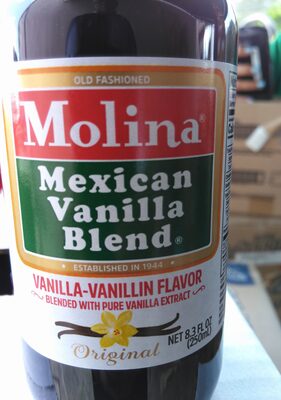 OLD FASHIONED
Molina®
Mexican
Vanilla
Blend®
• ESTABLISHED IN 1944 •
VANILLA-VANILLIN FLAVOR
BLENDED WITH PURE VANILLA EXTRACT
Original
NET 8.3 FL OZ
(250mL)